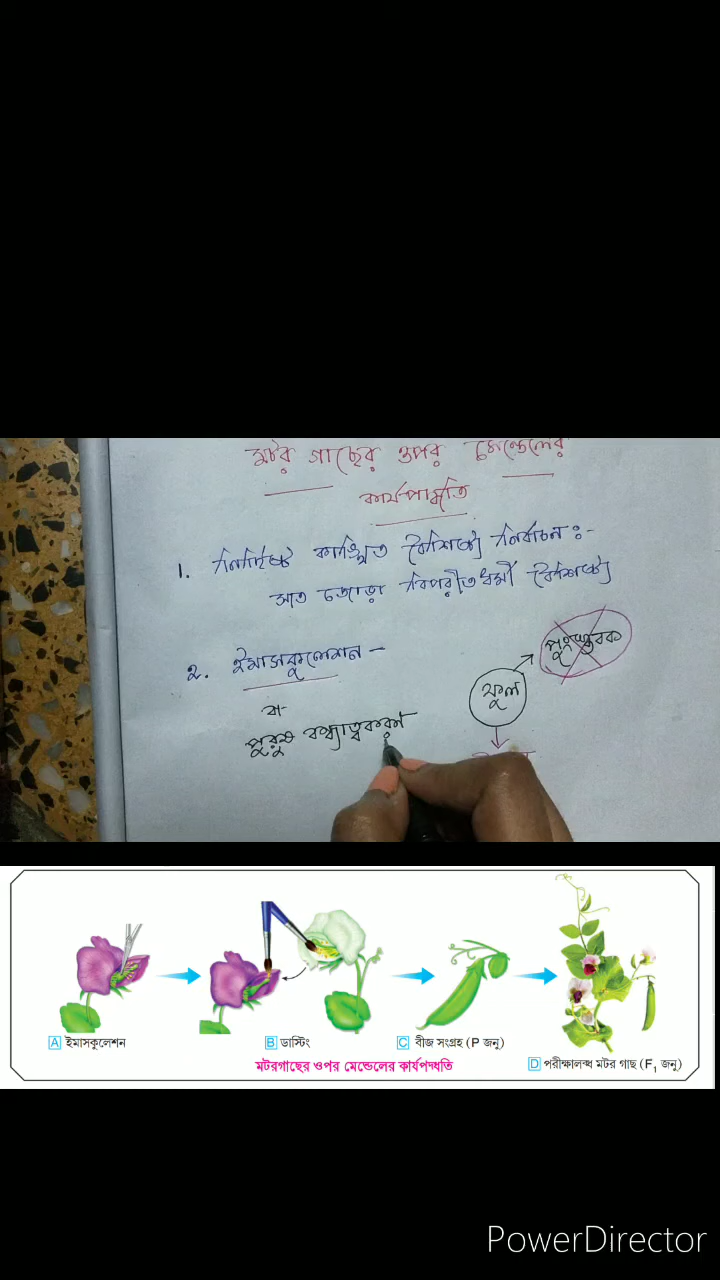 মটর গাছের ওপর মেন্ডেলের
কার্যপদ্ধতি
1. নির্দিষ্ট কাঙ্খিত বৈশিষ্ট্য নির্বাচন :-
সাত জোড়া বিপরীতধর্মী বৈশিষ্ট্য
2. ইমাসকুলেশন -
বা
পুরুষ বন্ধ্যাত্বকরণ
ফুল
পুংস্তবক
A ইমাসকুলেশন
B ডাস্টিং
C বীজ সংগ্রহ (P জনু)
D পরীক্ষালব্ধ মটর গাছ (F₁ জনু)
মটরগাছের ওপর মেন্ডেলের কার্যপদ্ধতি
PowerDirector